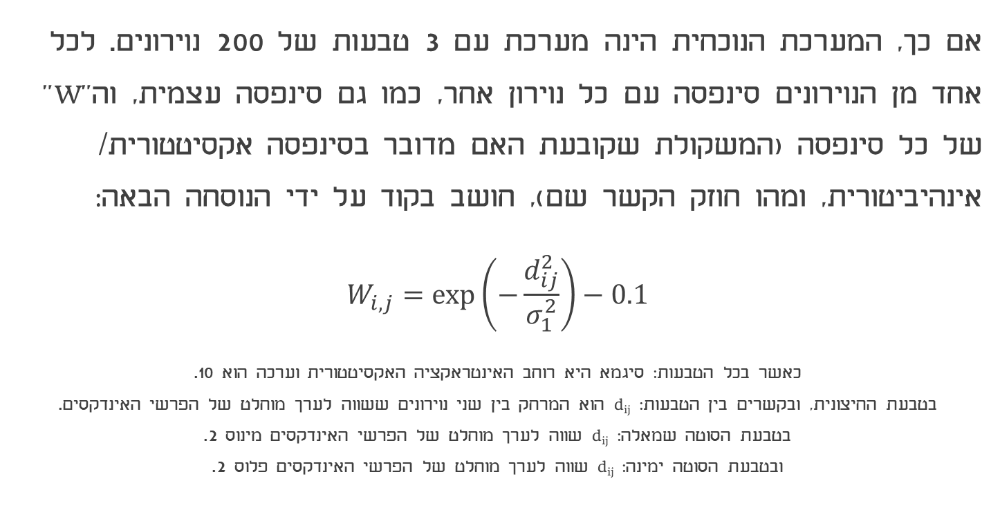 אם כך, המערכת הנוכחית הינה מערכת עם 3 טבעות של 200 נוירונים. לכל
אחד מן הנוירונים סינפסה עם כל נוירון אחר, כמו גם סינפסה עצמית, וה"W"
של כל סינפסה (המשקולת שקובעת האם מדובר בסינפסה אקסיטטורית/
אינהיביטורית, ומהו חוזק הקשר שם), חושב בקוד על ידי הנוסחה הבאה:
W_{i,j} = exp(-\frac{d_{ij}^2}{σ_1^2}) - 0.1
כאשר בכל הטבעות: סיגמא היא רוחב האינטראקציה האקסיטטורית וערכה הוא 10.
בטבעת החיצונית, ובקשרים בין הטבעות: d_{ij} הוא המרחק בין שני נוירונים ששווה לערך מוחלט של הפרשי האינדקסים.
בטבעת הסוטה שמאלה: d_{ij} שווה לערך מוחלט של הפרשי האינדקסים מינוס 2.
ובטבעת הסוטה ימינה: d_{ij} שווה לערך מוחלט של הפרשי האינדקסים פלוס 2.